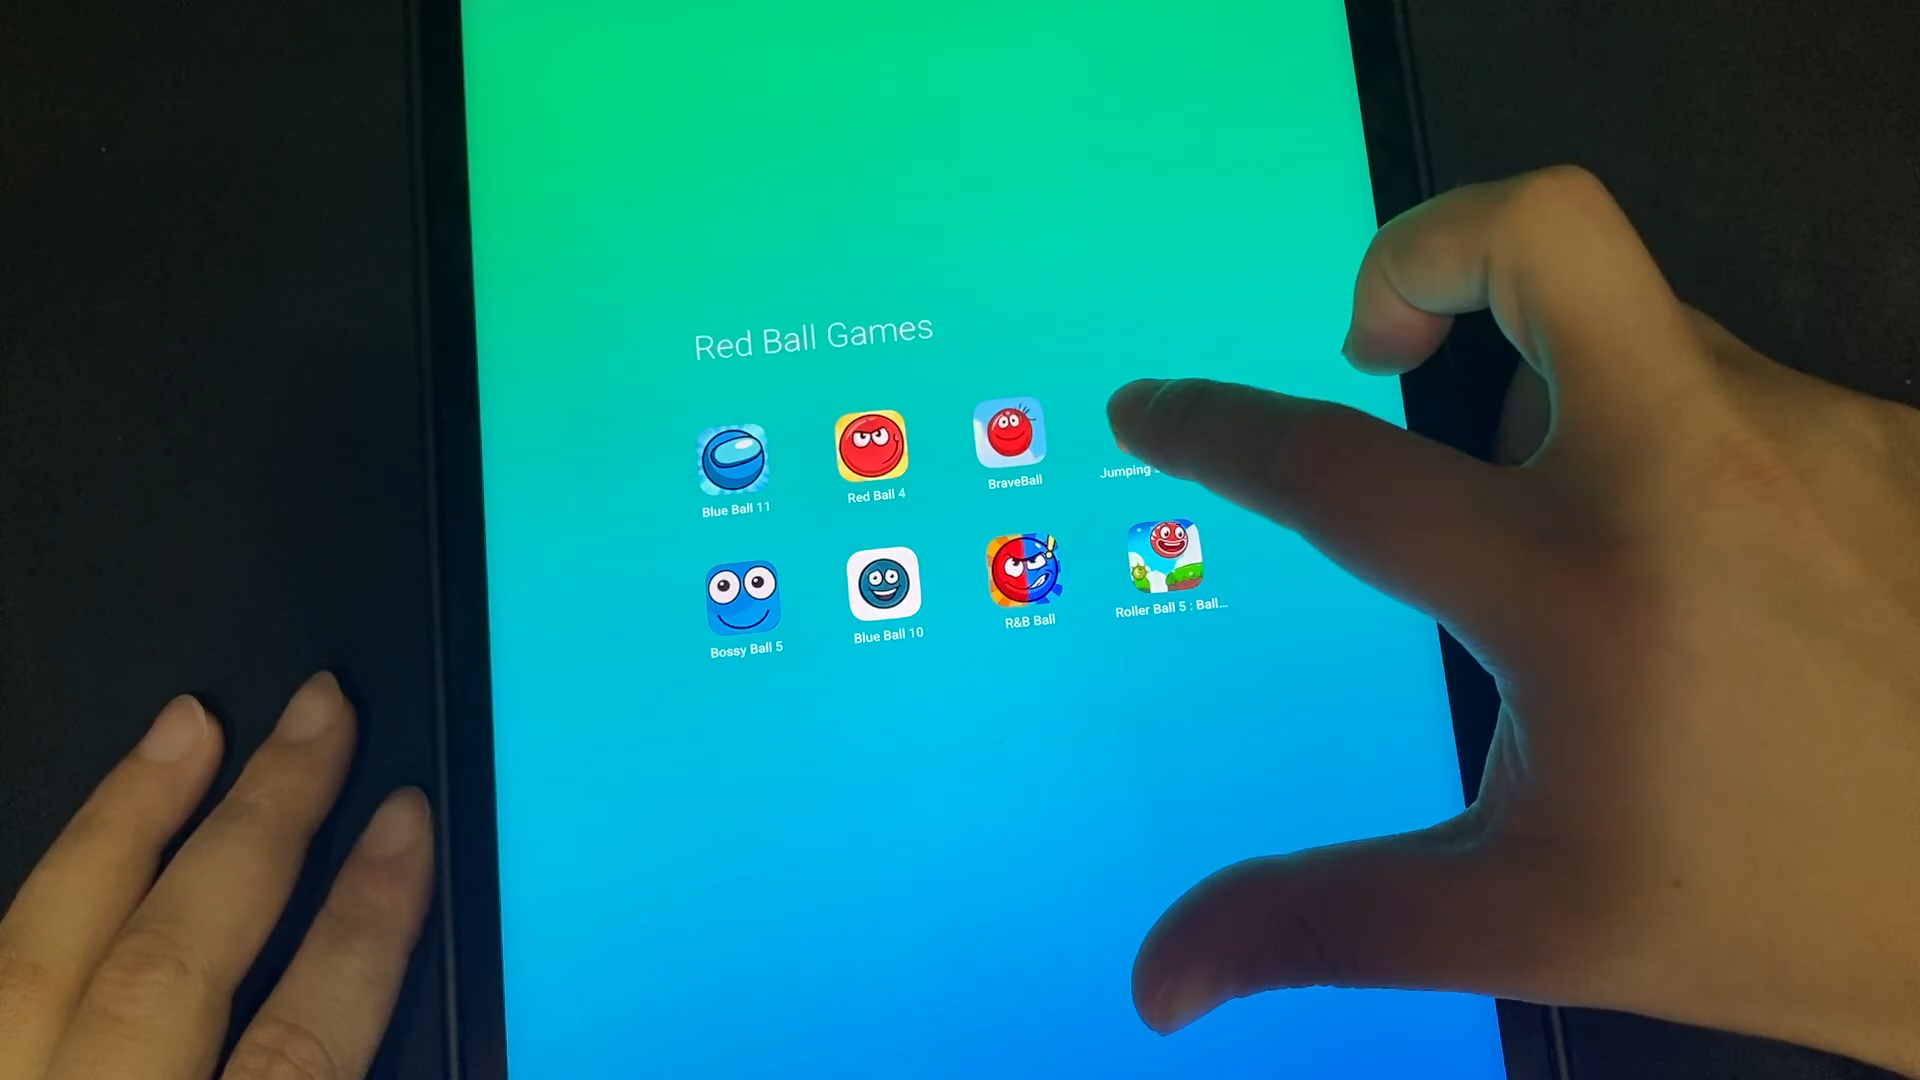 Red Ball Games
Blue Ball 11
Red Ball 4
BraveBall
Jumping
Bossy Ball 5
Blue Ball 10
R&B Ball
Roller Ball 5 : Ball...